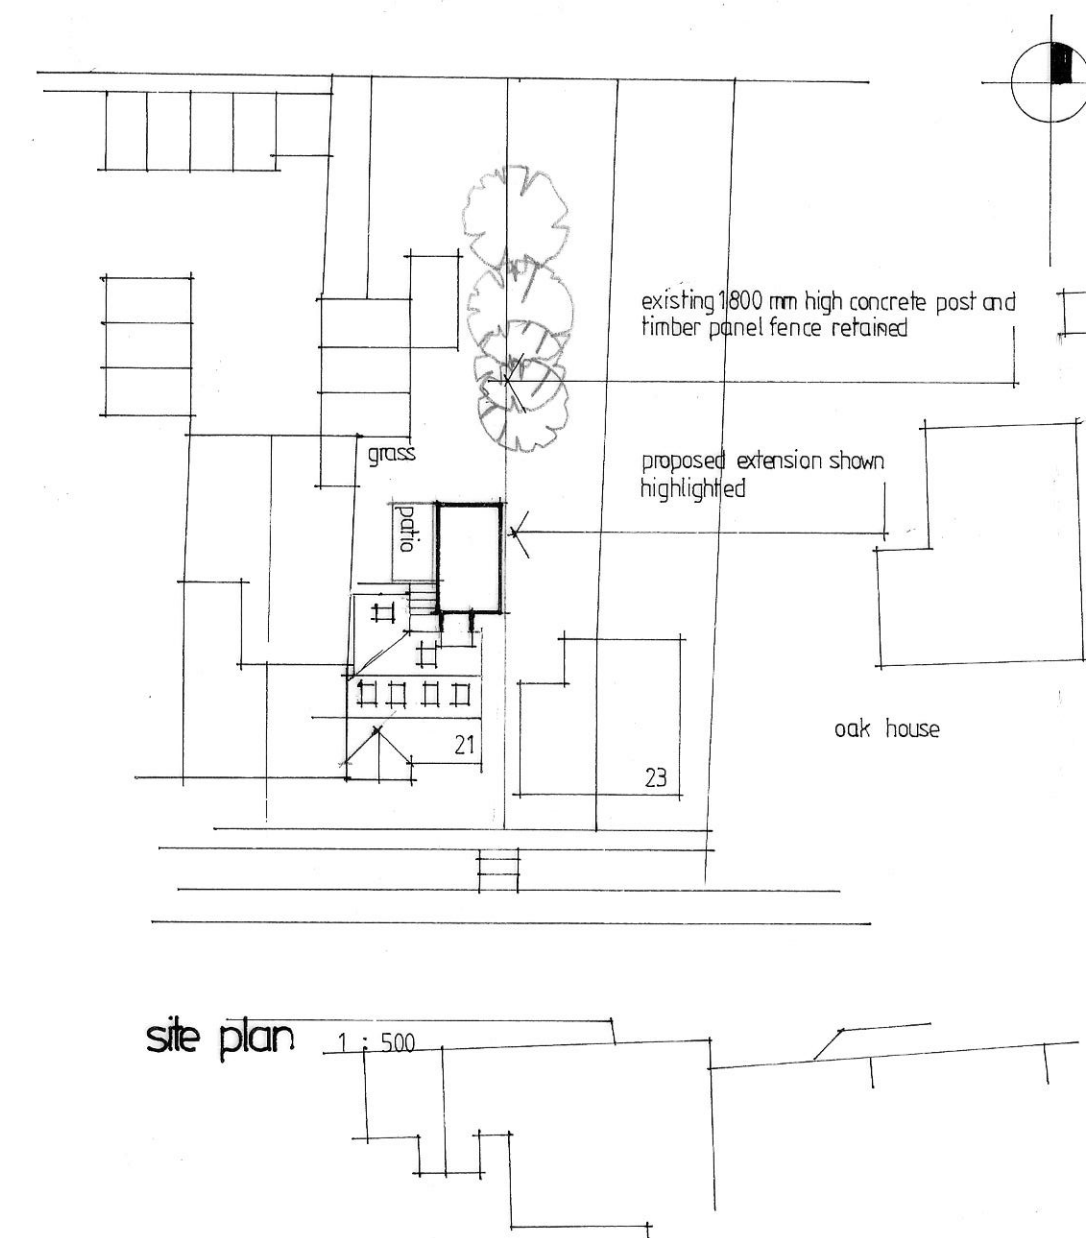 existing 1800 mm high concrete post and
timber panel fence retained
grass
proposed extension shown
highlighted
patio
oak house
21
23
site plan 1 : 500